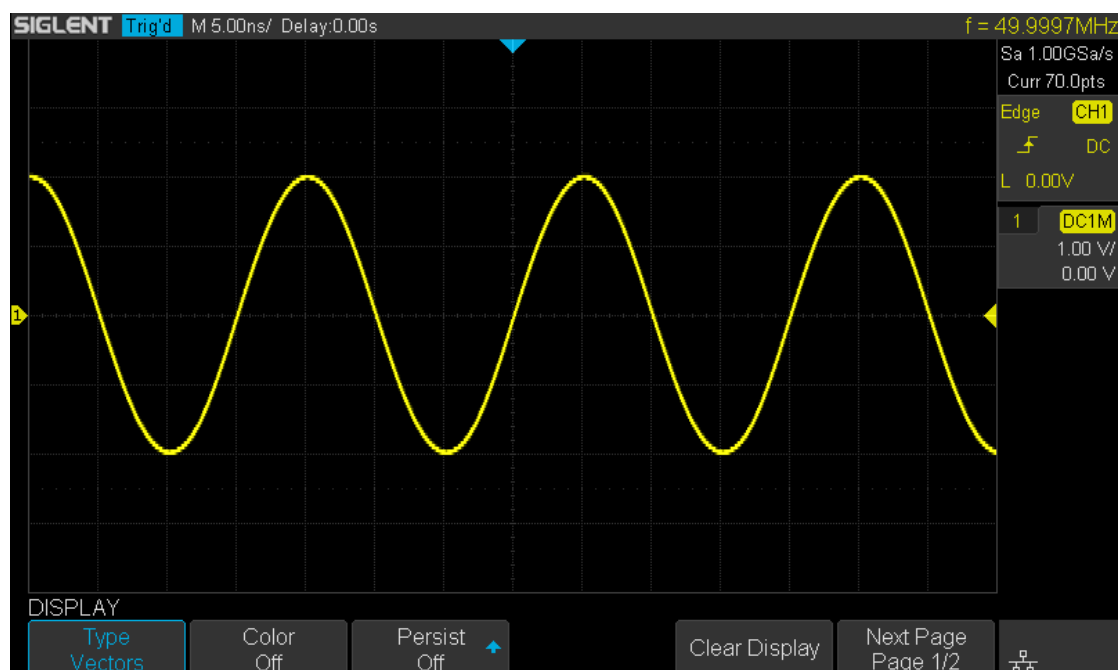 SIGLENT Trig'd M 5.00ns/ Delay:0.00s f = 49.9997MHz
Sa 1.00GSa/s
Curr 70.0pts
Edge CH1
DC
L 0.00V
1 DC1M
1.00 V/
0.00 V
1
DISPLAY
Type Color Persist Clear Display Next Page
Vectors Off Off Page 1/2